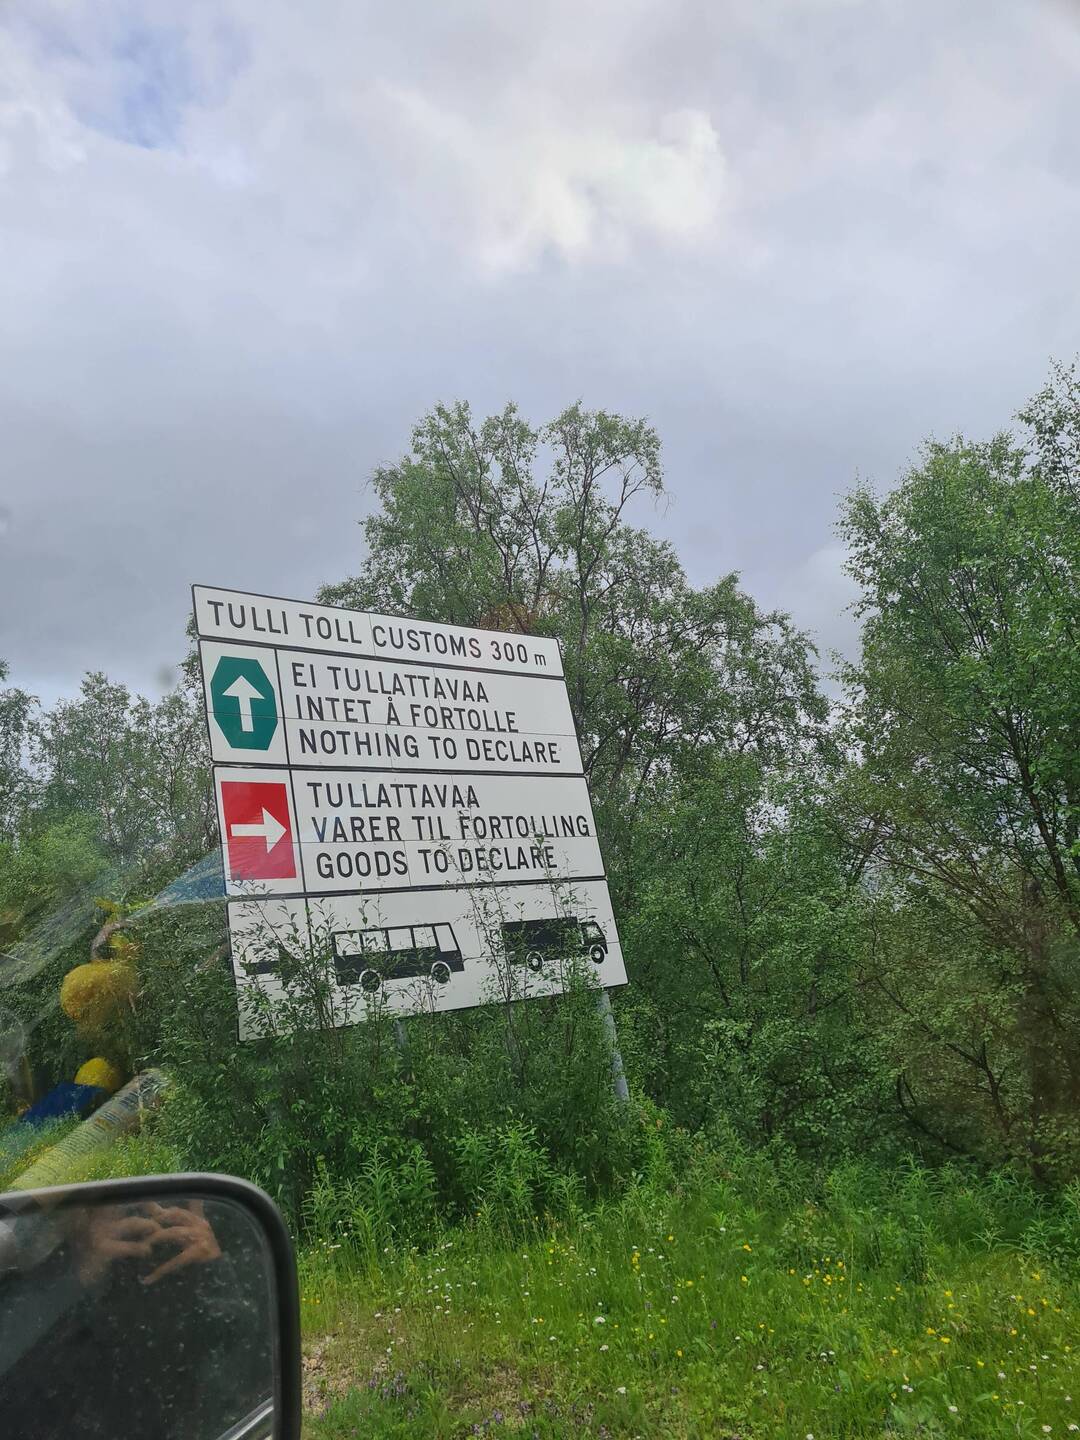 TULLI TOLL CUSTOMS 300 m
EI TULLATTAVAA
INTET Å FORTOLLE
NOTHING TO DECLARE
TULLATTAVAA
VARER TIL FORTOLLING
GOODS TO DECLARE